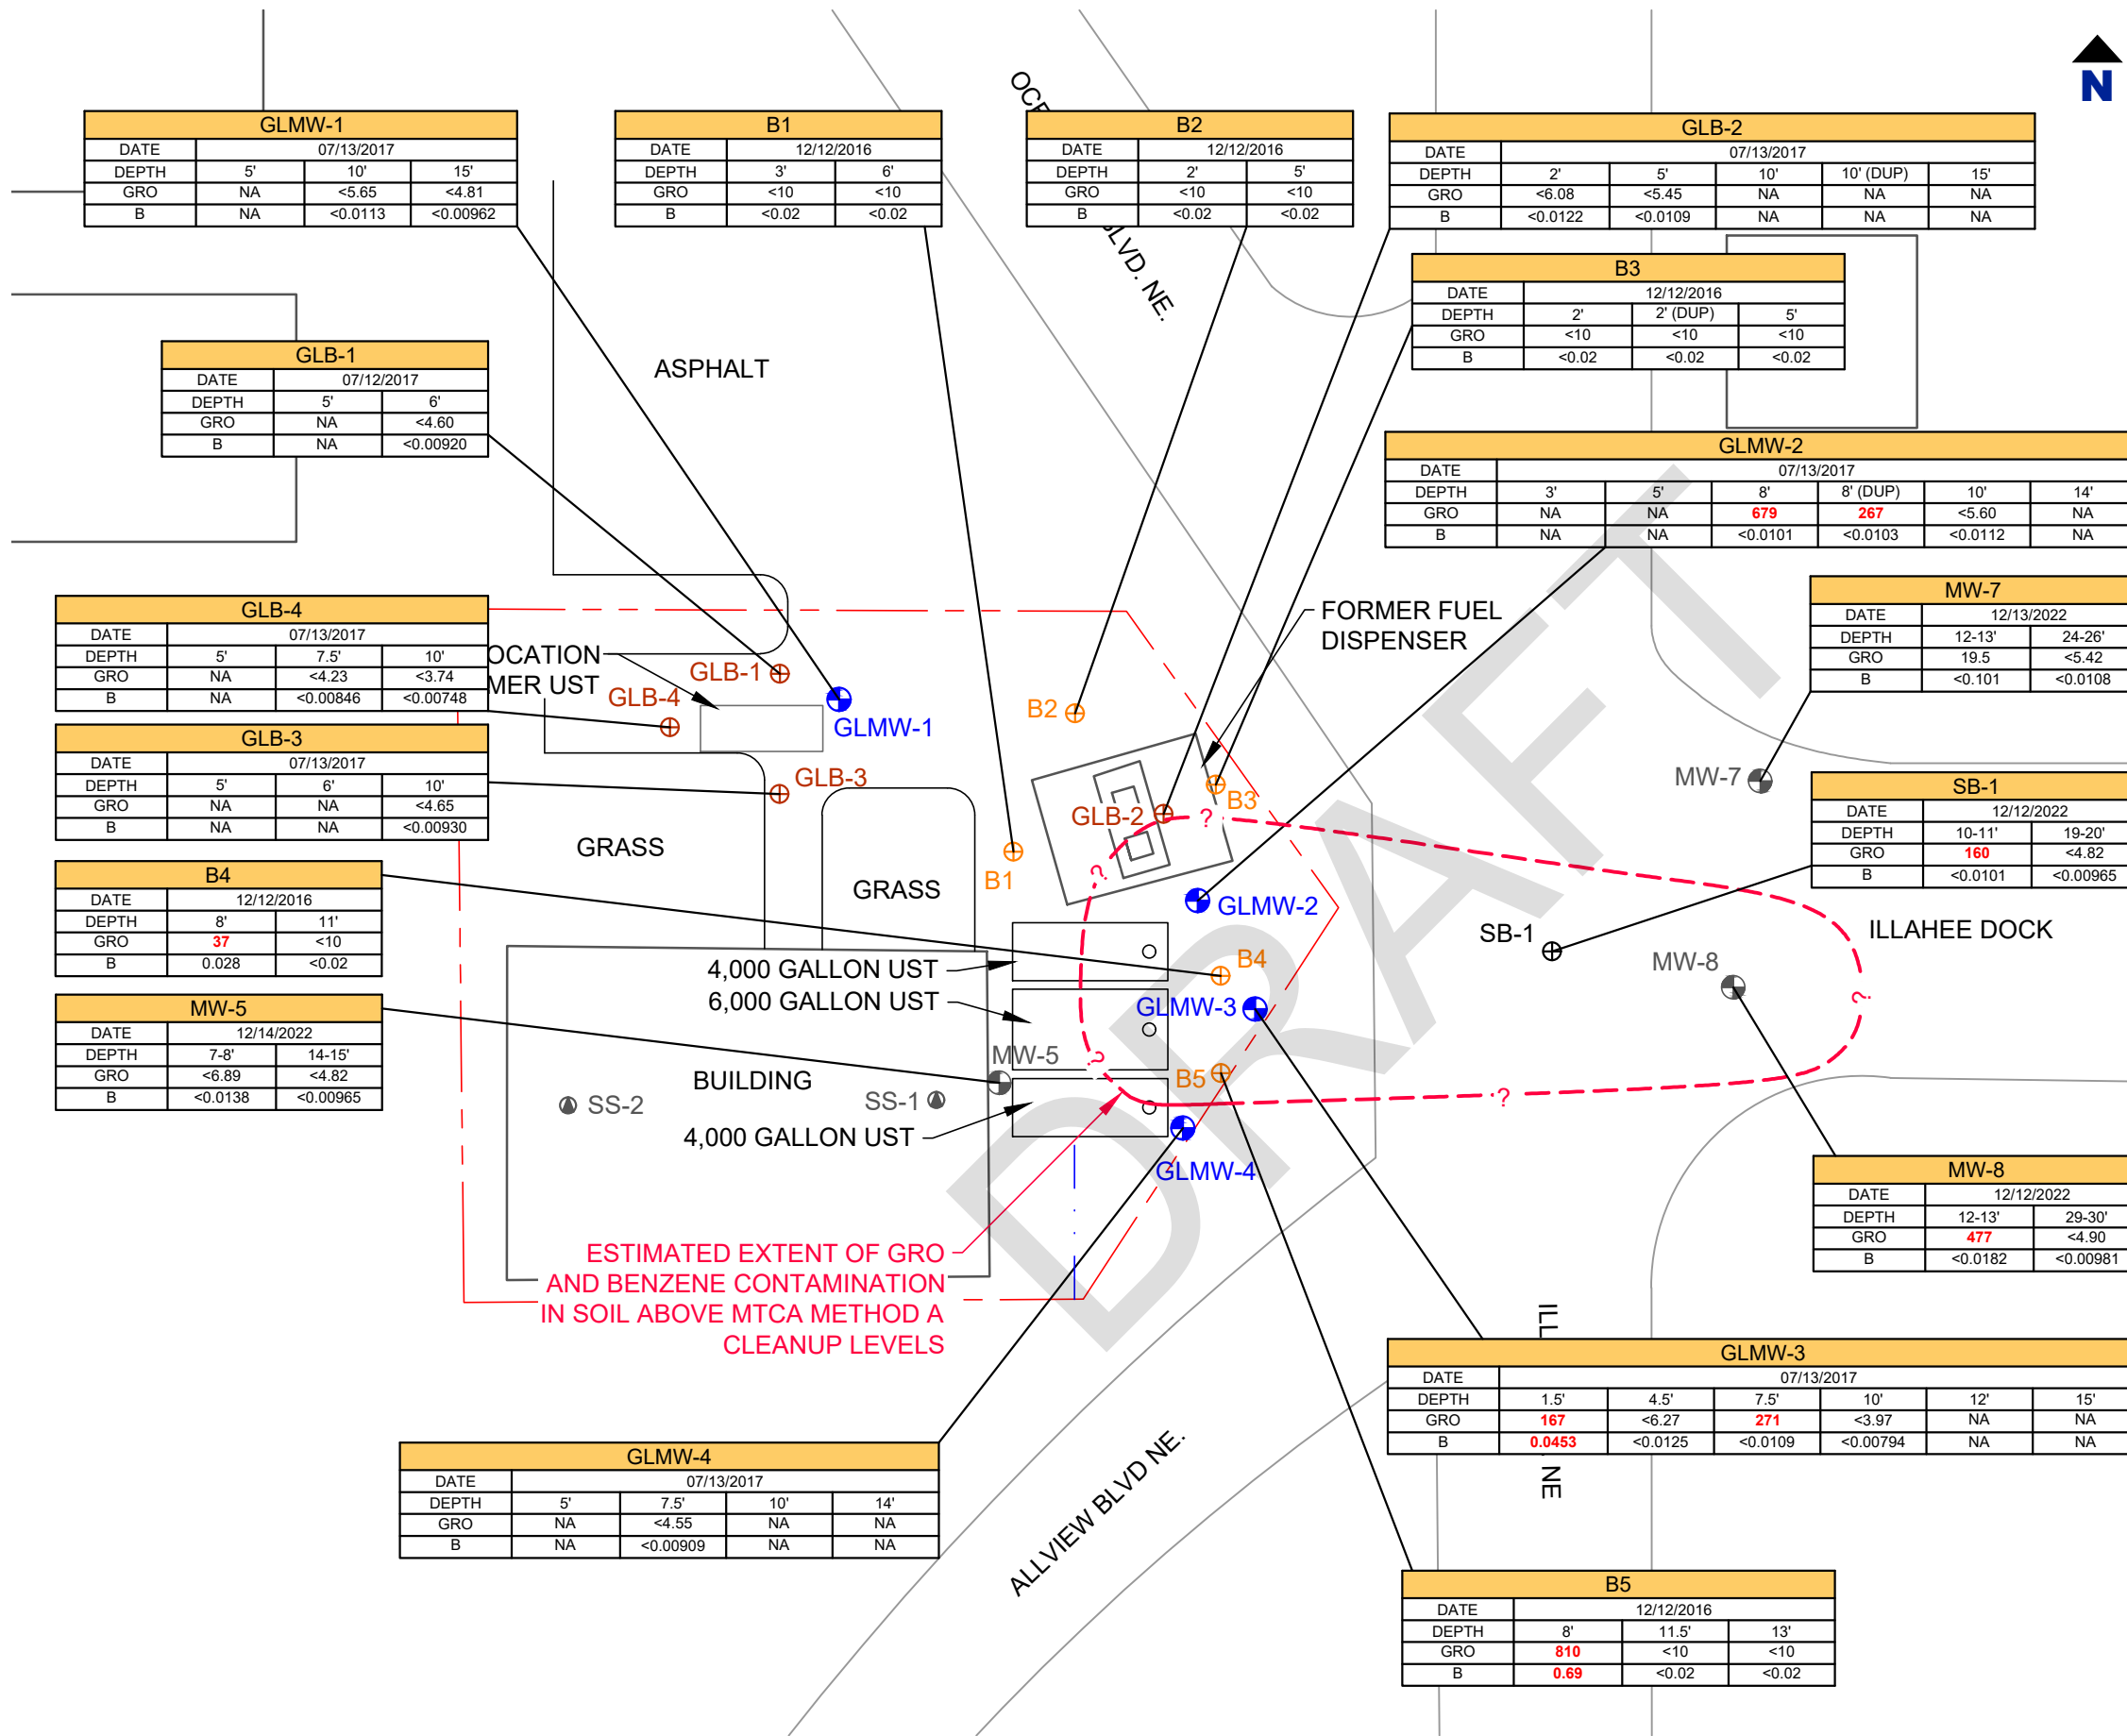 N
OCE
BLVD. NE.
GLMW-1
DATE 07/13/2017
DEPTH 5' 10' 15'
GRO NA <5.65 <4.81
B NA <0.0113 <0.00962
B1
DATE 12/12/2016
DEPTH 3' 6'
GRO <10 <10
B <0.02 <0.02
B2
DATE 12/12/2016
DEPTH 2' 5'
GRO <10 <10
B <0.02 <0.02
GLB-2
DATE 07/13/2017
DEPTH 2' 5' 10' 10' (DUP) 15'
GRO <6.08 <5.45 NA NA NA
B <0.0122 <0.0109 NA NA NA
B3
DATE 12/12/2016
DEPTH 2' 2' (DUP) 5'
GRO <10 <10 <10
B <0.02 <0.02 <0.02
GLB-1
DATE 07/12/2017
DEPTH 5' 6'
GRO NA <4.60
B NA <0.00920
ASPHALT
GLMW-2
DATE 07/13/2017
DEPTH 3' 5' 8' 8' (DUP) 10' 14'
GRO NA NA 679 267 <5.60 NA
B NA NA <0.0101 <0.0103 <0.0112 NA
GLB-4
DATE 07/13/2017
DEPTH 5' 7.5' 10'
GRO NA <4.23 <3.74
B NA <0.00846 <0.00748
OCATION
MER UST
GLB-1
GLB-4
GLMW-1
B2
FORMER FUEL
DISPENSER
MW-7
DATE 12/13/2022
DEPTH 12-13' 24-26'
GRO 19.5 <5.42
B <0.101 <0.0108
GLB-3
DATE 07/13/2017
DEPTH 5' 6' 10'
GRO NA NA <4.65
B NA NA <0.00930
GLB-3
B3
GLB-2
?
MW-7
SB-1
DATE 12/12/2022
DEPTH 10-11' 19-20'
GRO 160 <4.82
B <0.0101 <0.00965
GRASS
GRASS
B1
?
GLMW-2
SB-1
ILLAHEE DOCK
B4
DATE 12/12/2016
DEPTH 8' 11'
GRO 37 <10
B 0.028 <0.02
4,000 GALLON UST
6,000 GALLON UST
B4
GLMW-3
MW-8
?
MW-5
DATE 12/14/2022
DEPTH 7-8' 14-15'
GRO <6.89 <4.82
B <0.0138 <0.00965
MW-5
?
B5
BUILDING
SS-2
SS-1
?
4,000 GALLON UST
GLMW-4
DRAFT
MW-8
DATE 12/12/2022
DEPTH 12-13' 29-30'
GRO 477 <4.90
B <0.0182 <0.00981
ESTIMATED EXTENT OF GRO
AND BENZENE CONTAMINATION
IN SOIL ABOVE MTCA METHOD A
CLEANUP LEVELS
ILL
NE
GLMW-3
DATE 07/13/2017
DEPTH 1.5' 4.5' 7.5' 10' 12' 15'
GRO 167 <6.27 271 <3.97 NA NA
B 0.0453 <0.0125 <0.0109 <0.00794 NA NA
GLMW-4
DATE 07/13/2017
DEPTH 5' 7.5' 10' 14'
GRO NA <4.55 NA NA
B NA <0.00909 NA NA
ALLVIEW BLVD NE.
B5
DATE 12/12/2016
DEPTH 8' 11.5' 13'
GRO 810 <10 <10
B 0.69 <0.02 <0.02